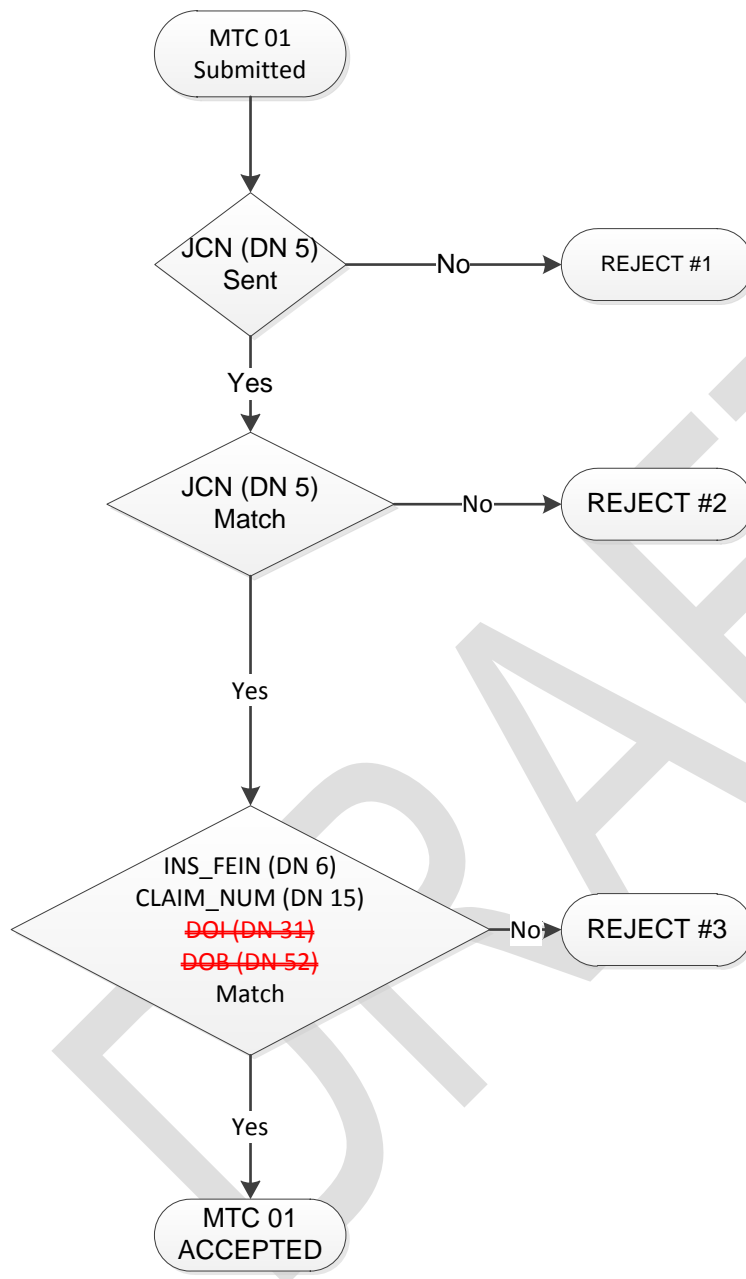 MTC 01
Submitted
JCN (DN 5)
Sent
No
REJECT #1
Yes
JCN (DN 5)
Match
No
REJECT #2
Yes
INS_FEIN (DN 6)
CLAIM_NUM (DN 15)
DOI (DN 31)
DOB (DN 52)
Match
No
REJECT #3
Yes
MTC 01
ACCEPTED
DRAFT